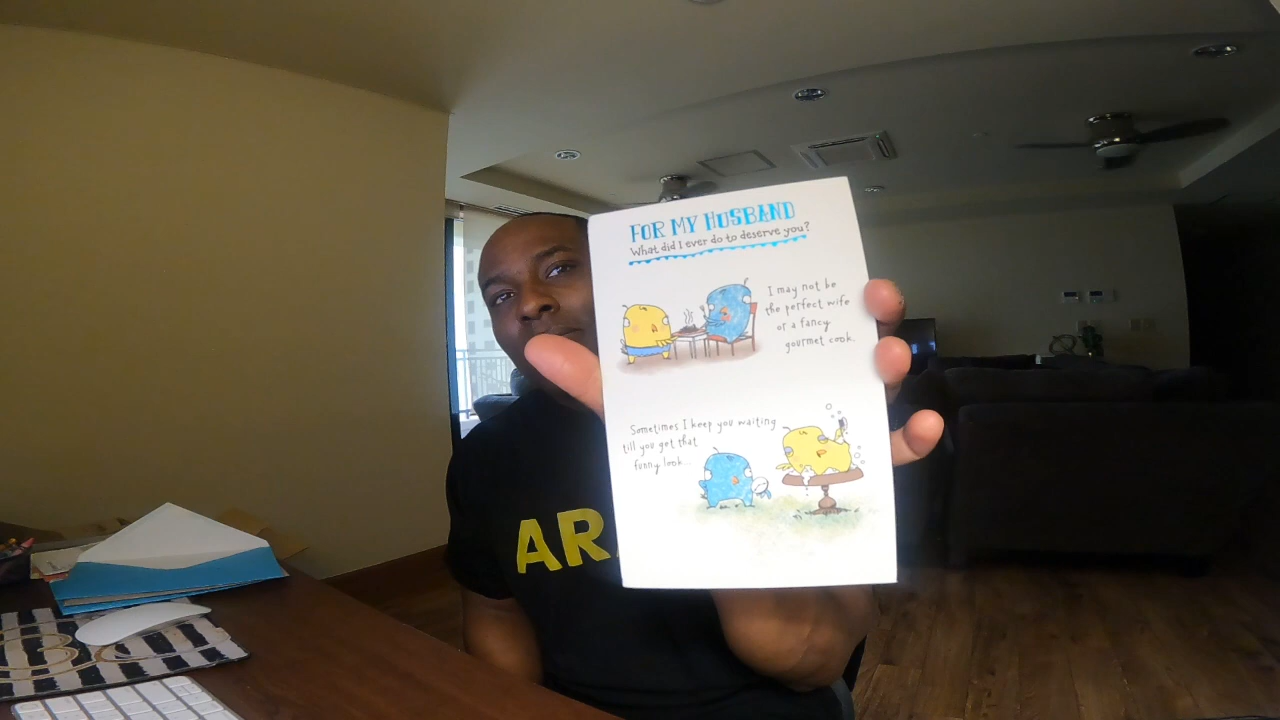 FOR MY HUSBAND
What did I ever do to deserve you?
I may not be
the perfect wife
or a fancy
gourmet cook.
Sometimes I keep you waiting
till you get that
funny look...
AR